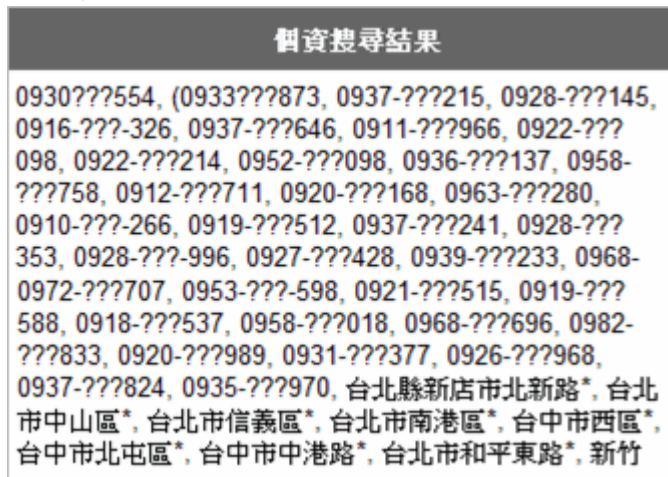 個資搜尋結果
0930???554, (0933???873, 0937-???215, 0928-???145,
0916-???-326, 0937-???646, 0911-???966, 0922-???
098, 0922-???214, 0952-???098, 0936-???137, 0958-
???758, 0912-???711, 0920-???168, 0963-???280,
0910-???-266, 0919-???512, 0937-???241, 0928-???
353, 0928-???-996, 0927-???428, 0939-???233, 0968-
0972-???707, 0953-???-598, 0921-???515, 0919-???
588, 0918-???537, 0958-???018, 0968-???696, 0982-
???833, 0920-???989, 0931-???377, 0926-???968,
0937-???824, 0935-???970, 台北縣新店市北新路*, 台北
市中山區*, 台北市信義區*, 台北市南港區*, 台中市西區*,
台中市北屯區*, 台中市中港路*, 台北市和平東路*, 新竹